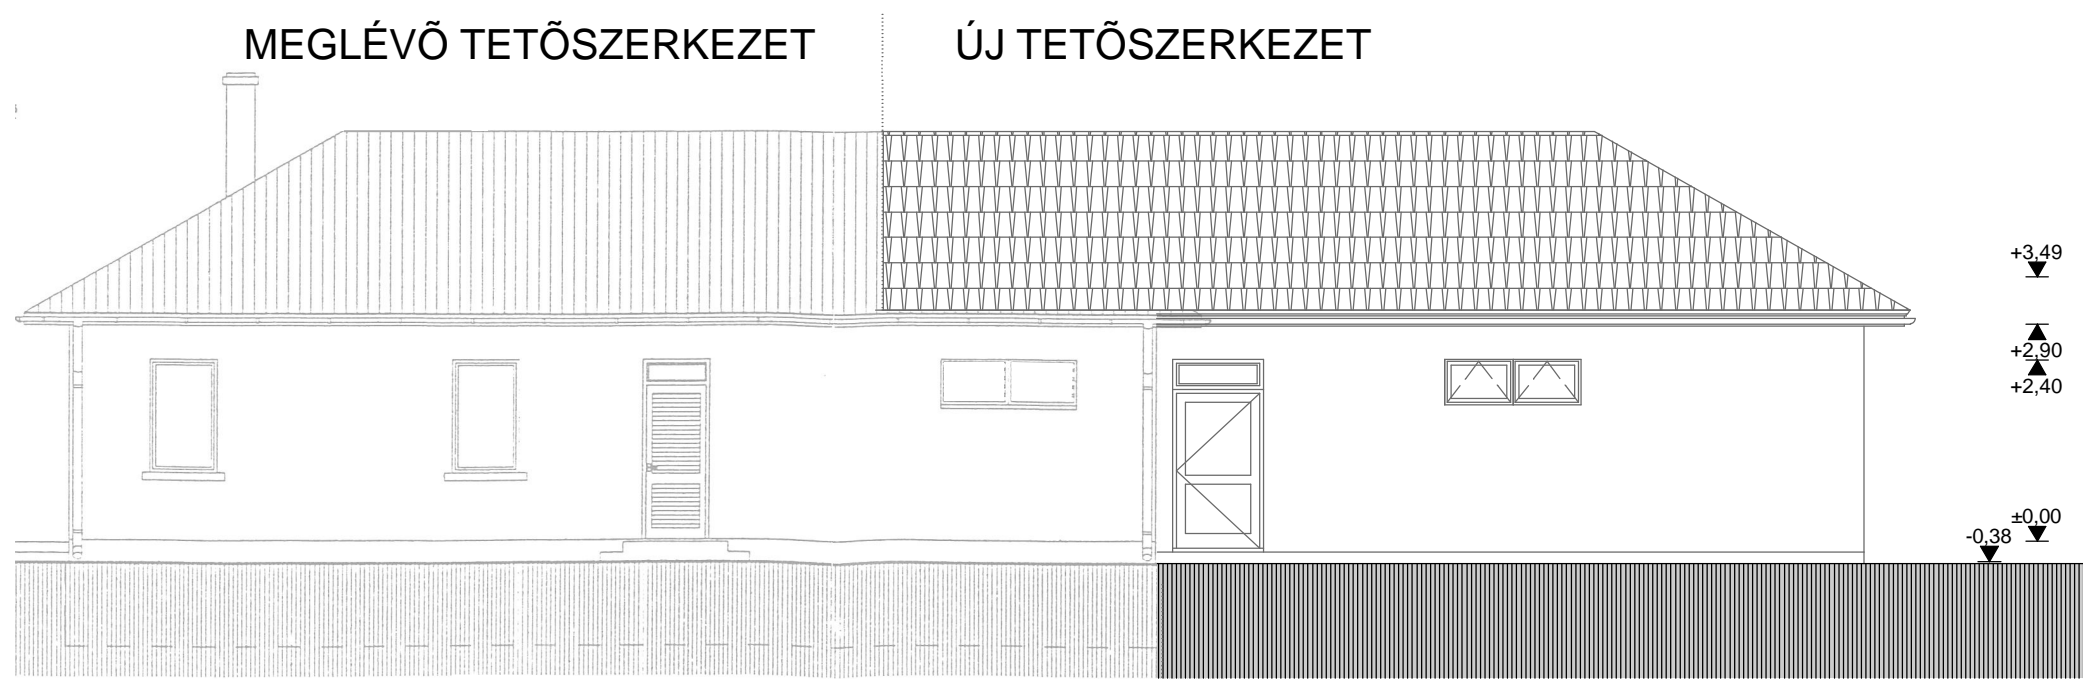 MEGLÉVÕ TETÕSZERKEZET
ÚJ TETÕSZERKEZET
+3,49
+2,90
+2,40
±0,00
-0,38